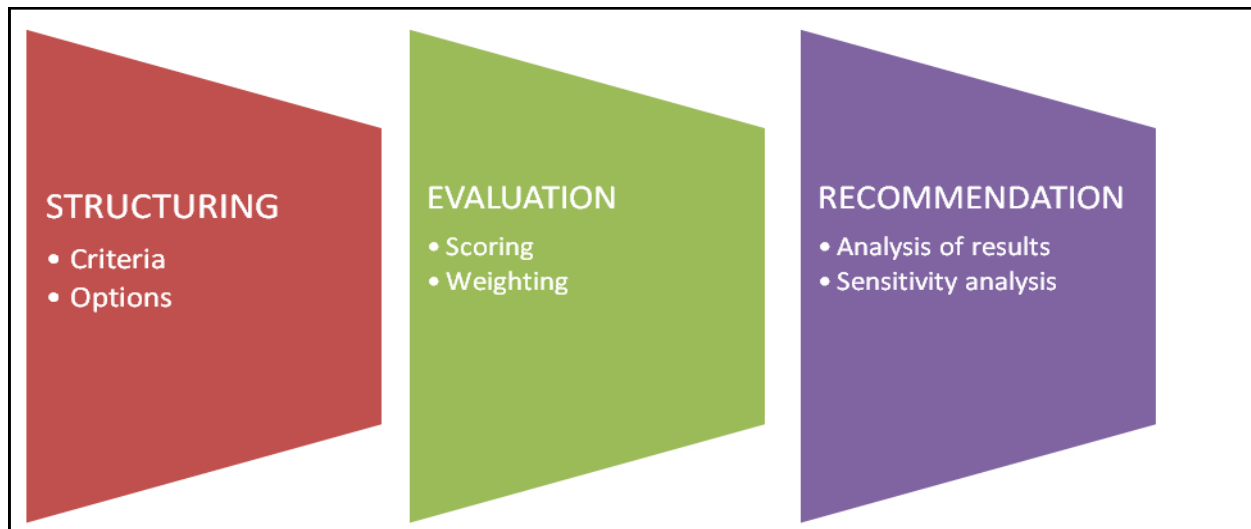 STRUCTURING
• Criteria
• Options
EVALUATION
• Scoring
• Weighting
RECOMMENDATION
• Analysis of results
• Sensitivity analysis